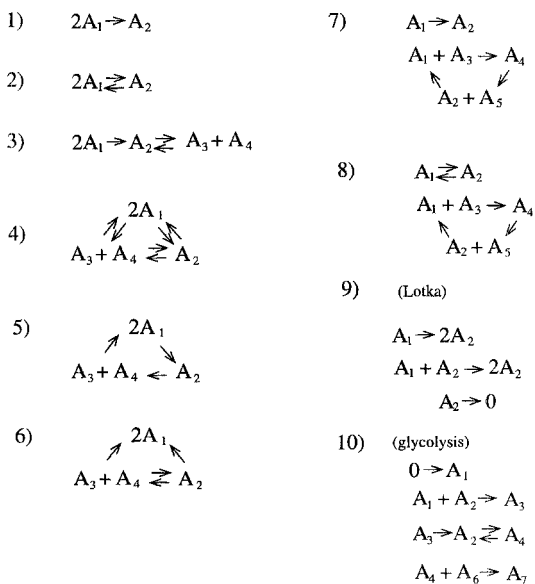 1) 2A₁→A₂
2) 2A₁⇄A₂
3) 2A₁→A₂⇄ A₃+A₄
4) 2A₁
A₃+A₄ ⇄ A₂
5) 2A₁
A₃+A₄ ← A₂
6) 2A₁
A₃+A₄ ⇄ A₂
7) A₁→A₂
A₁+A₃→A₄
A₂+A₅
8) A₁⇄A₂
A₁+A₃→A₄
A₂+A₅
9) (Lotka)
A₁→2A₂
A₁+A₂→2A₂
A₂→0
10) (glycolysis)
0→A₁
A₁+A₂→A₃
A₃→A₂⇄A₄
A₄+A₆→A₇